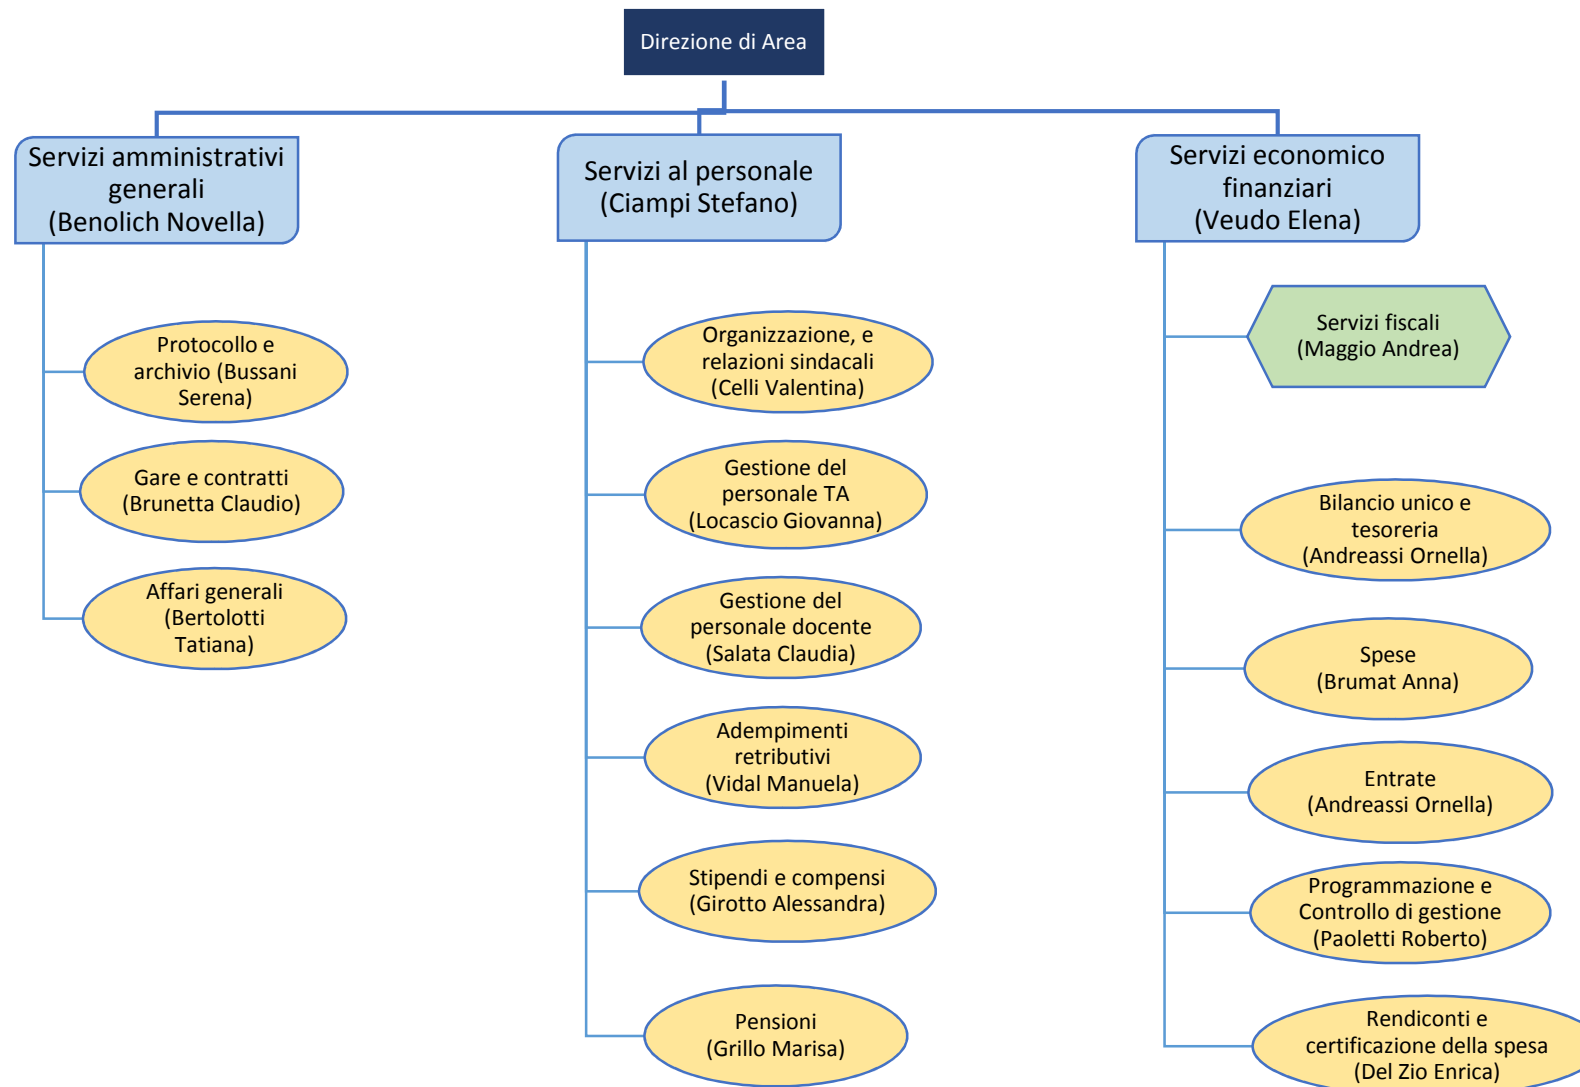 Direzione di Area
Servizi amministrativi
generali
(Benolich Novella)
Protocollo e
archivio (Bussani
Serena)
Gare e contratti
(Brunetta Claudio)
Affari generali
(Bertolotti
Tatiana)
Servizi al personale
(Ciampi Stefano)
Organizzazione, e
relazioni sindacali
(Celli Valentina)
Gestione del
personale TA
(Locascio Giovanna)
Gestione del
personale docente
(Salata Claudia)
Adempimenti
retributivi
(Vidal Manuela)
Stipendi e compensi
(Girotto Alessandra)
Pensioni
(Grillo Marisa)
Servizi economico
finanziari
(Veudo Elena)
Servizi fiscali
(Maggio Andrea)
Bilancio unico e
tesoreria
(Andreassi Ornella)
Spese
(Brumat Anna)
Entrate
(Andreassi Ornella)
Programmazione e
Controllo di gestione
(Paoletti Roberto)
Rendiconti e
certificazione della spesa
(Del Zio Enrica)